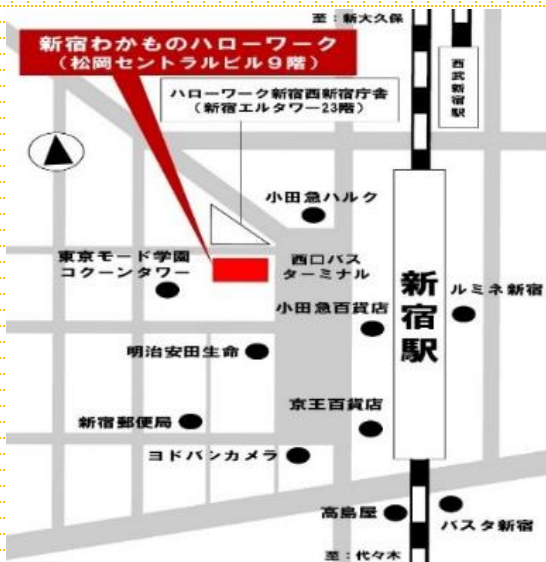 至：新大久保
新宿わかものハローワーク
（松岡セントラルビル９階）
西武新宿駅
ハローワーク新宿西新宿庁舎
（新宿エルタワー23階）
小田急ハルク
東京モード学園
コクーンタワー
西口バス
ターミナル
新宿駅
ルミネ新宿
小田急百貨店
明治安田生命
京王百貨店
新宿郵便局
ヨドバシカメラ
高島屋
バスタ新宿
至：代々木